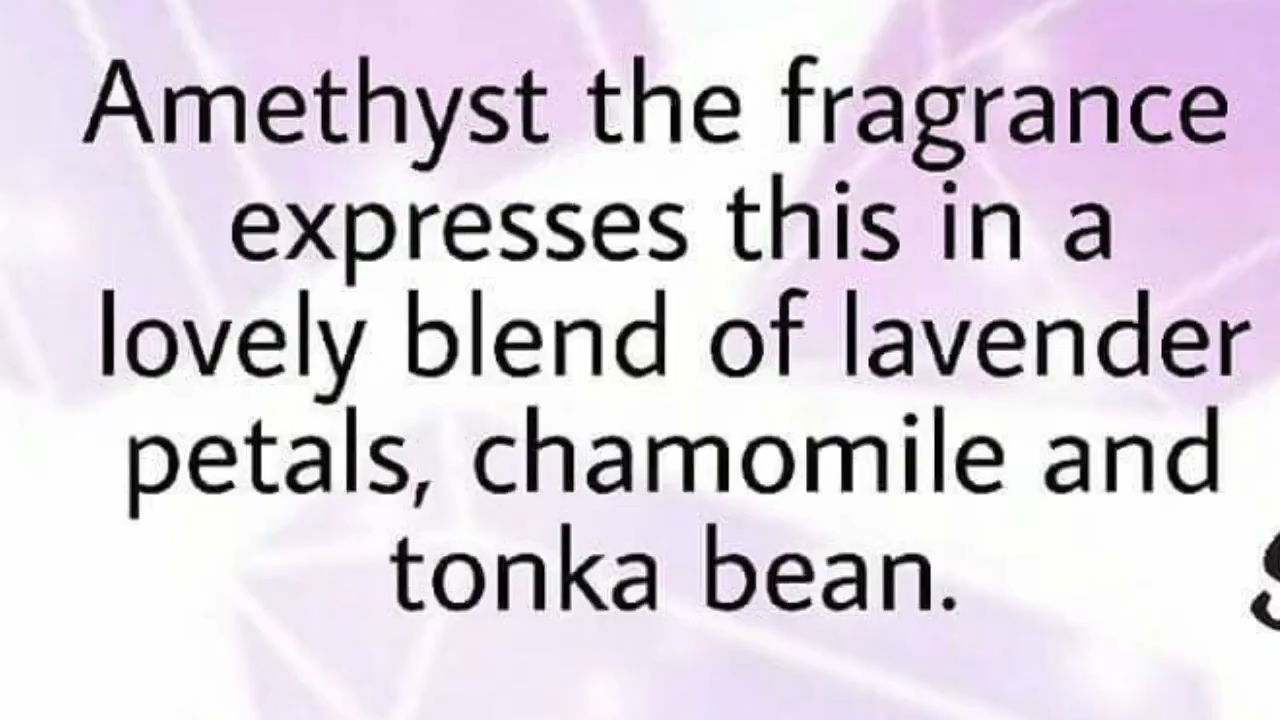 Amethyst the fragrance
expresses this in a
lovely blend of lavender
petals, chamomile and
tonka bean.